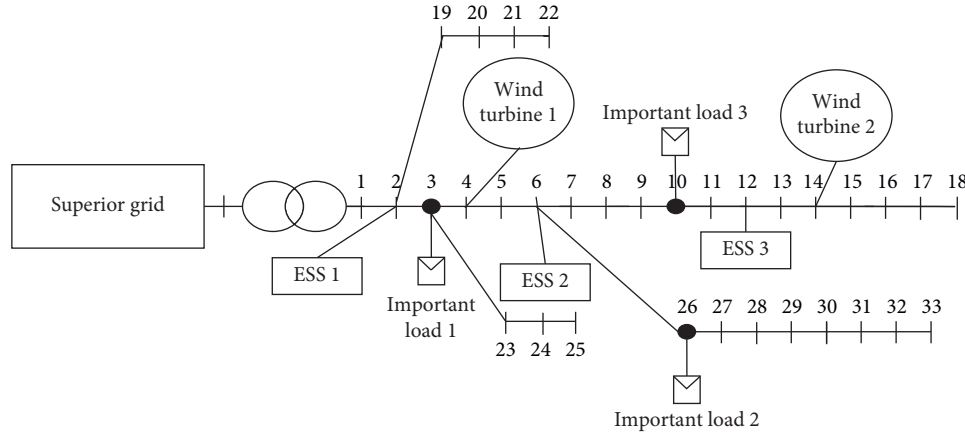 19 20 21 22
Wind
turbine 1
Wind
turbine 2
Important load 3
Superior grid
1 2 3 4 5 6 7 8 9 10 11 12 13 14 15 16 17 18
ESS 1
ESS 2
ESS 3
Important
load 1
23 24 25
26 27 28 29 30 31 32 33
Important load 2